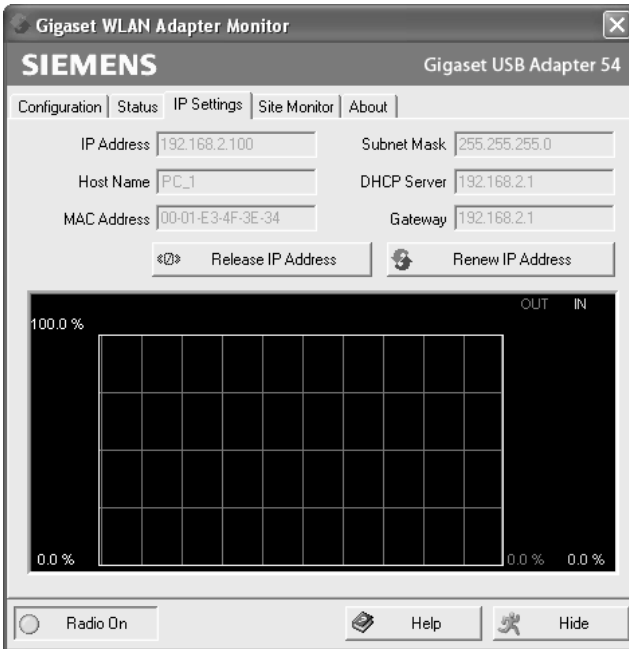 Gigaset WLAN Adapter Monitor
SIEMENS Gigaset USB Adapter 54
Configuration Status IP Settings Site Monitor About
IP Address 192.168.2.100 Subnet Mask 255.255.255.0
Host Name PC_1 DHCP Server 192.168.2.1
MAC Address 00-01-E3-4F-3E-34 Gateway 192.168.2.1
Release IP Address Renew IP Address
OUT IN
100.0 %
0.0 % 0.0 % 0.0 %
Radio On Help Hide